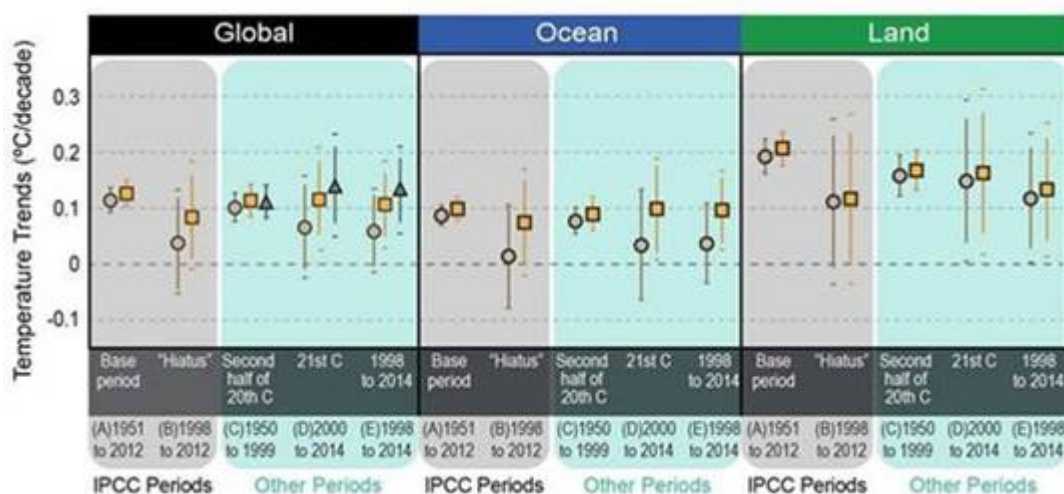 Global Ocean Land
Temperature Trends (ºC/decade)
0.3
0.2
0.1
0
-0.1
Base period "Hiatus" Second half of 20th C 21st C 1998 to 2014
Base period "Hiatus" Second half of 20th C 21st C 1998 to 2014
Base period "Hiatus" Second half of 20th C 21st C 1998 to 2014
(A)1951 to 2012 (B)1998 to 2012 (C)1950 to 1999 (D)2000 to 2014 (E)1998 to 2014
(A)1951 to 2012 (B)1998 to 2012 (C)1950 to 1999 (D)2000 to 2014 (E)1998 to 2014
(A)1951 to 2012 (B)1998 to 2012 (C)1950 to 1999 (D)2000 to 2014 (E)1998 to 2014
IPCC Periods Other Periods IPCC Periods Other Periods IPCC Periods Other Periods